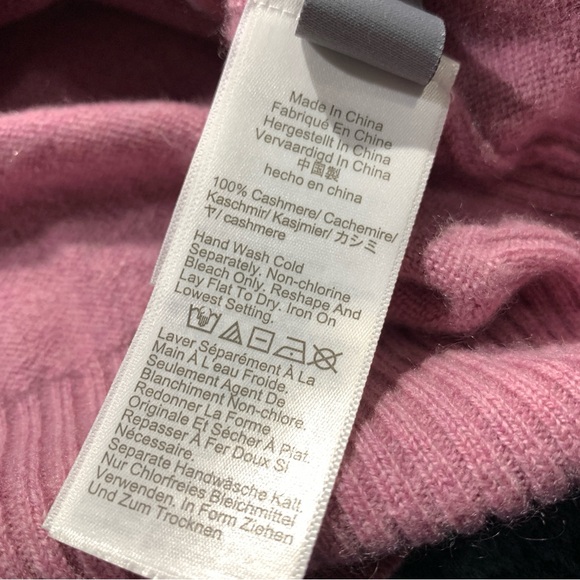 Made In China
Fabriqué En Chine
Hergestellt In China
Vervaardigd In China
中国製
hecho en china
100% Cashmere/ Cachemire/
Kaschmir/ Kasjmier/ カシミ
ヤ/ cashmere
Hand Wash Cold
Separately. Non-chlorine
Bleach Only. Reshape And
Lay Flat To Dry. Iron On
Lowest Setting.
Laver Séparément À La
Main À L'eau Froide.
Seulement Agent De
Blanchiment Non-chlore.
Redonner La Forme
Originale Et Sécher À Plat.
Repasser À Fer Doux Si
Nécessaire.
Separate Handwäsche Kalt.
Nur Chlorfreies Bleichmittel
Verwenden. In Form Ziehen
Und Zum Trocknen